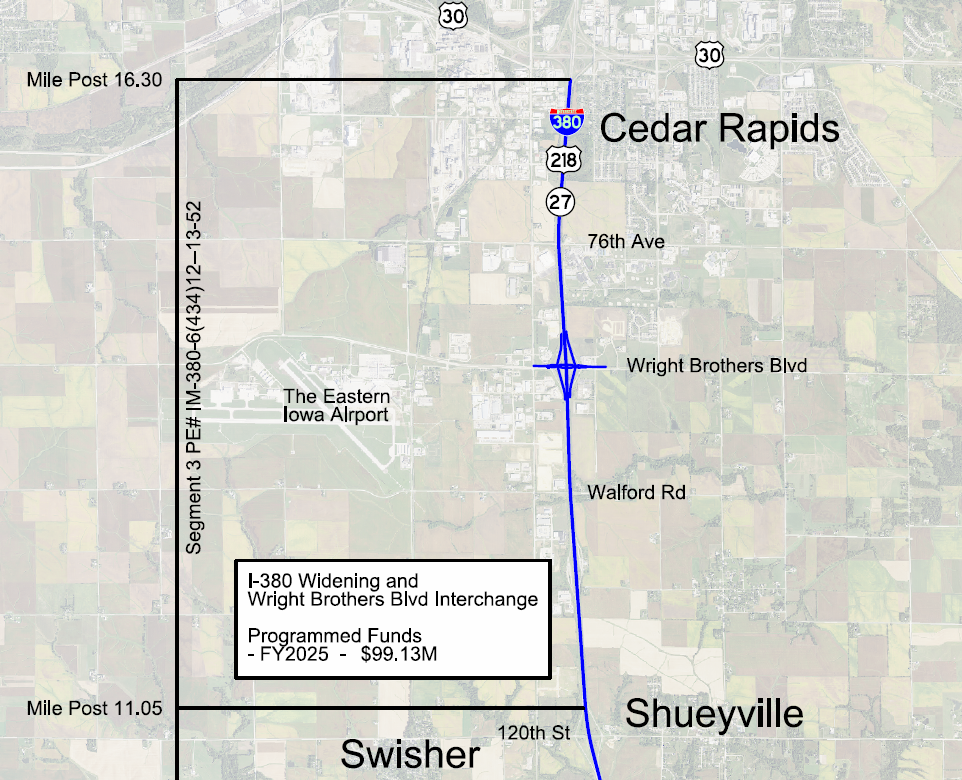 30
30
Mile Post 16.30
380
Cedar Rapids
218
27
76th Ave
Segment 3 PE# IM-380-6(434)12–13-52
Wright Brothers Blvd
The Eastern
Iowa Airport
Walford Rd
I-380 Widening and
Wright Brothers Blvd Interchange
Programmed Funds
- FY2025 - $99.13M
Mile Post 11.05
Shueyville
120th St
Swisher